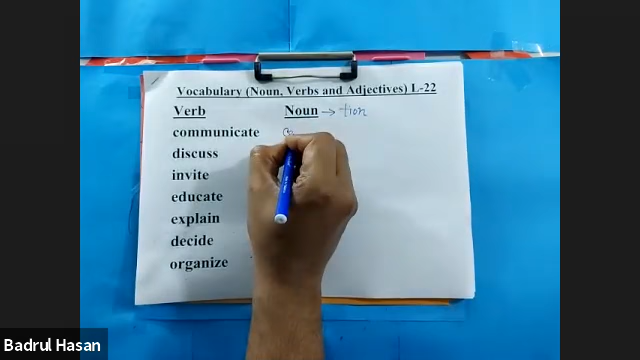 Vocabulary (Noun, Verbs and Adjectives) L-22
Verb Noun → tion
communicate
discuss
invite
educate
explain
decide
organize
Badrul Hasan